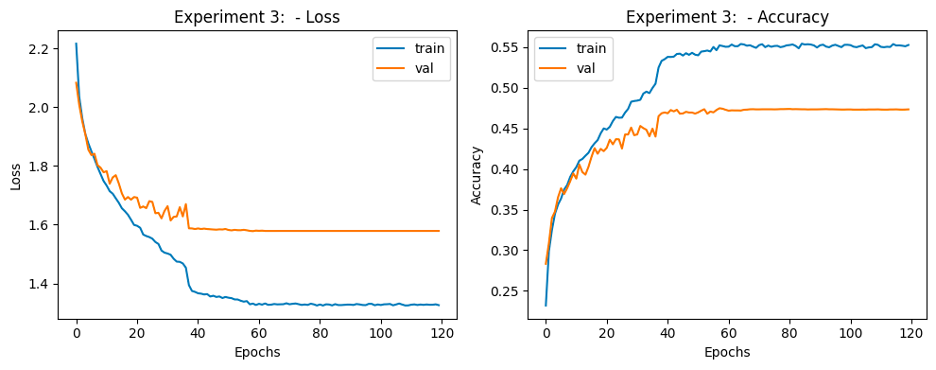 Experiment 3:  - Loss
train
val
2.2
2.0
1.8
1.6
1.4
Loss
0
20
40
60
80
100
120
Epochs
Experiment 3:  - Accuracy
train
val
0.55
0.50
0.45
0.40
0.35
0.30
0.25
Accuracy
0
20
40
60
80
100
120
Epochs